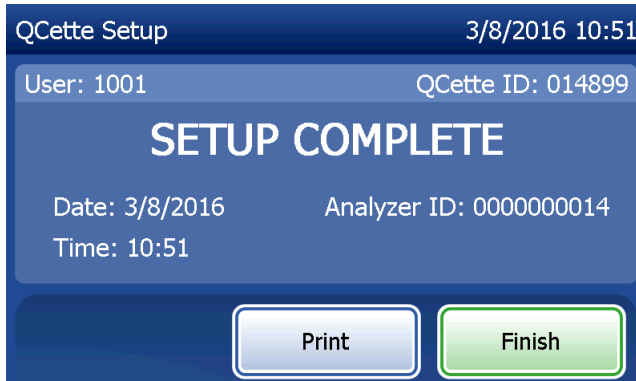 QCette Setup 3/8/2016 10:51
User: 1001 QCette ID: 014899
SETUP COMPLETE
Date: 3/8/2016 Analyzer ID: 0000000014
Time: 10:51
Print Finish